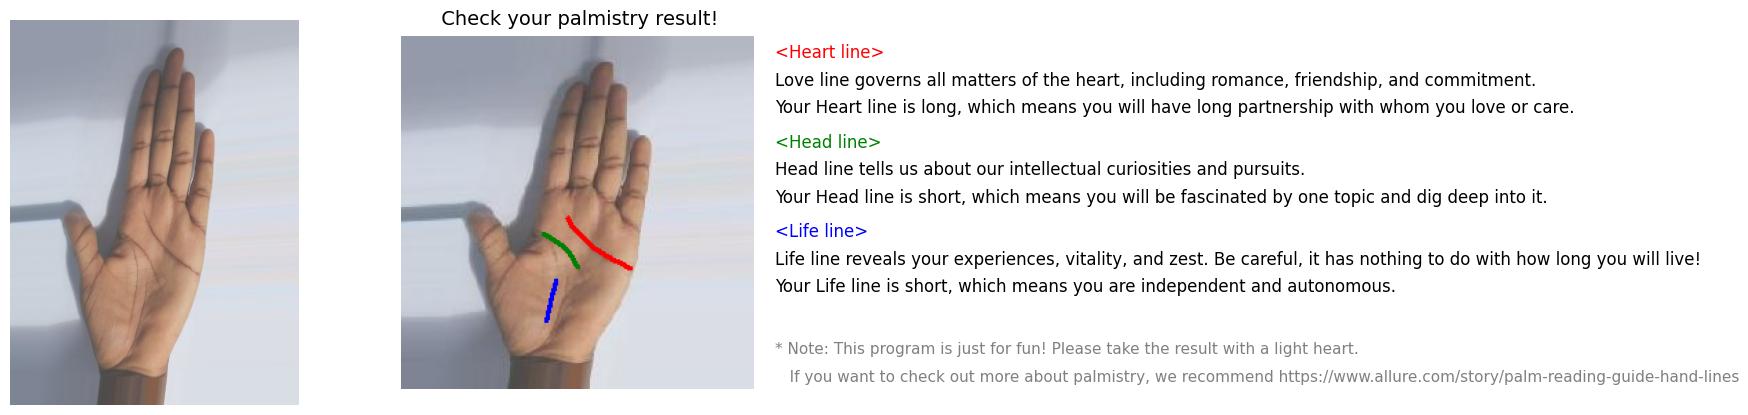 Check your palmistry result!
<Heart line>
Love line governs all matters of the heart, including romance, friendship, and commitment.
Your Heart line is long, which means you will have long partnership with whom you love or care.
<Head line>
Head line tells us about our intellectual curiosities and pursuits.
Your Head line is short, which means you will be fascinated by one topic and dig deep into it.
<Life line>
Life line reveals your experiences, vitality, and zest. Be careful, it has nothing to do with how long you will live!
Your Life line is short, which means you are independent and autonomous.
* Note: This program is just for fun! Please take the result with a light heart.
If you want to check out more about palmistry, we recommend https://www.allure.com/story/palm-reading-guide-hand-lines